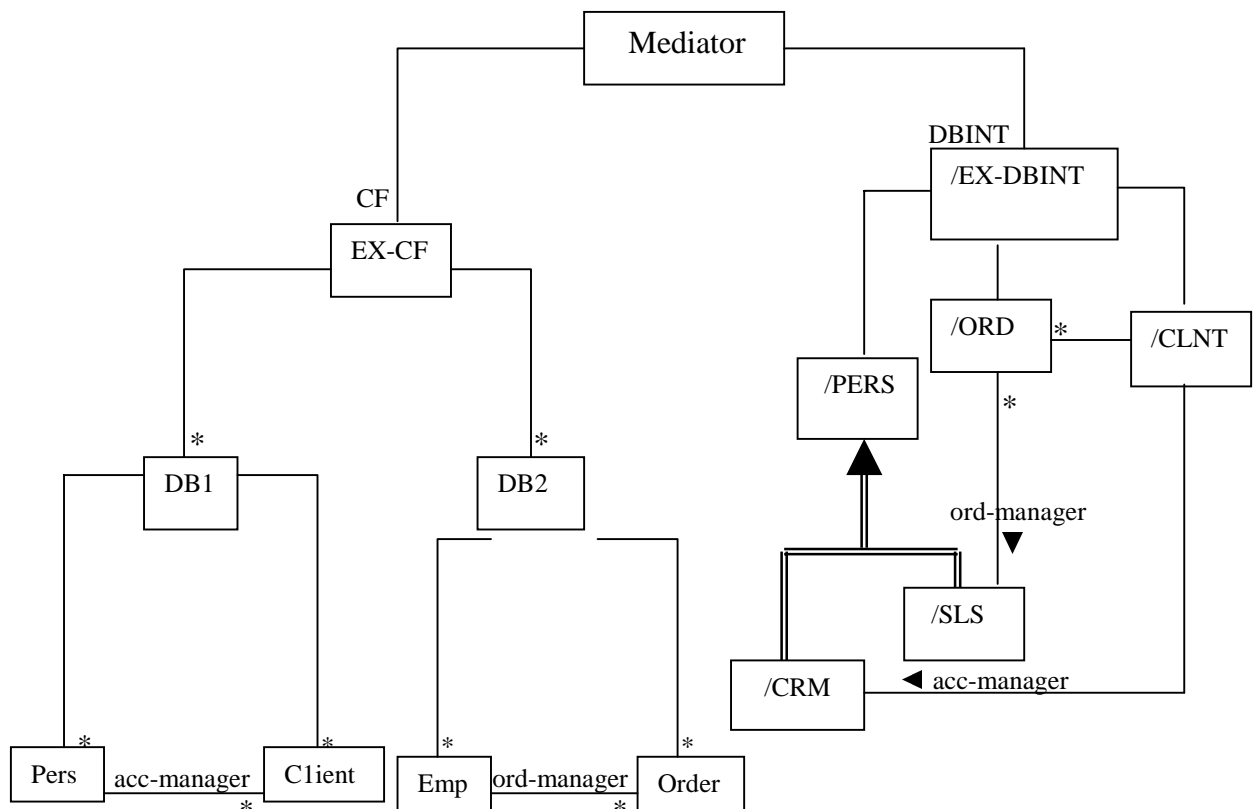 Mediator
DBINT
/EX-DBINT
CF
EX-CF
/ORD
*
/CLNT
/PERS
*
*
*
DB1
DB2
ord-manager
/SLS
/CRM
acc-manager
*
*
*
*
Pers
acc-manager
C1ient
Emp
ord-manager
Order
*
*